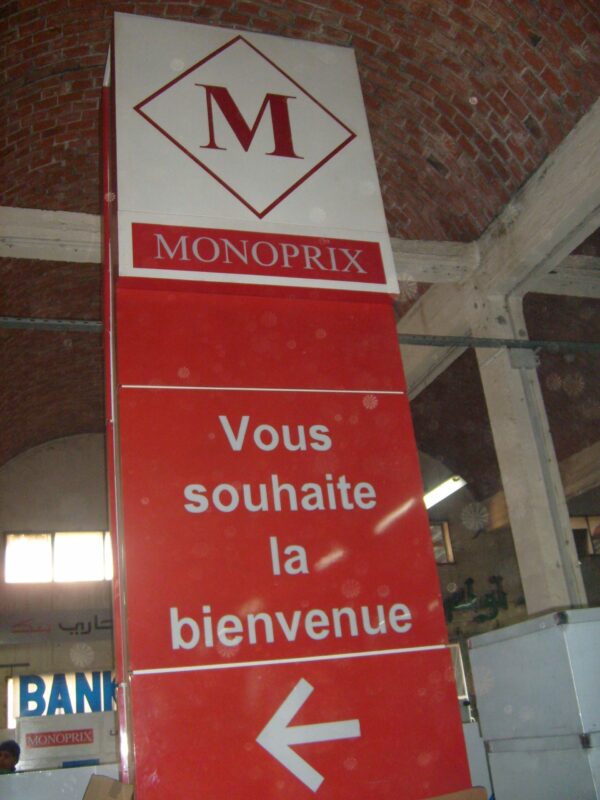 M
MONOPRIX
Vous
souhaite
la
bienvenue
BANK
MONOPRIX